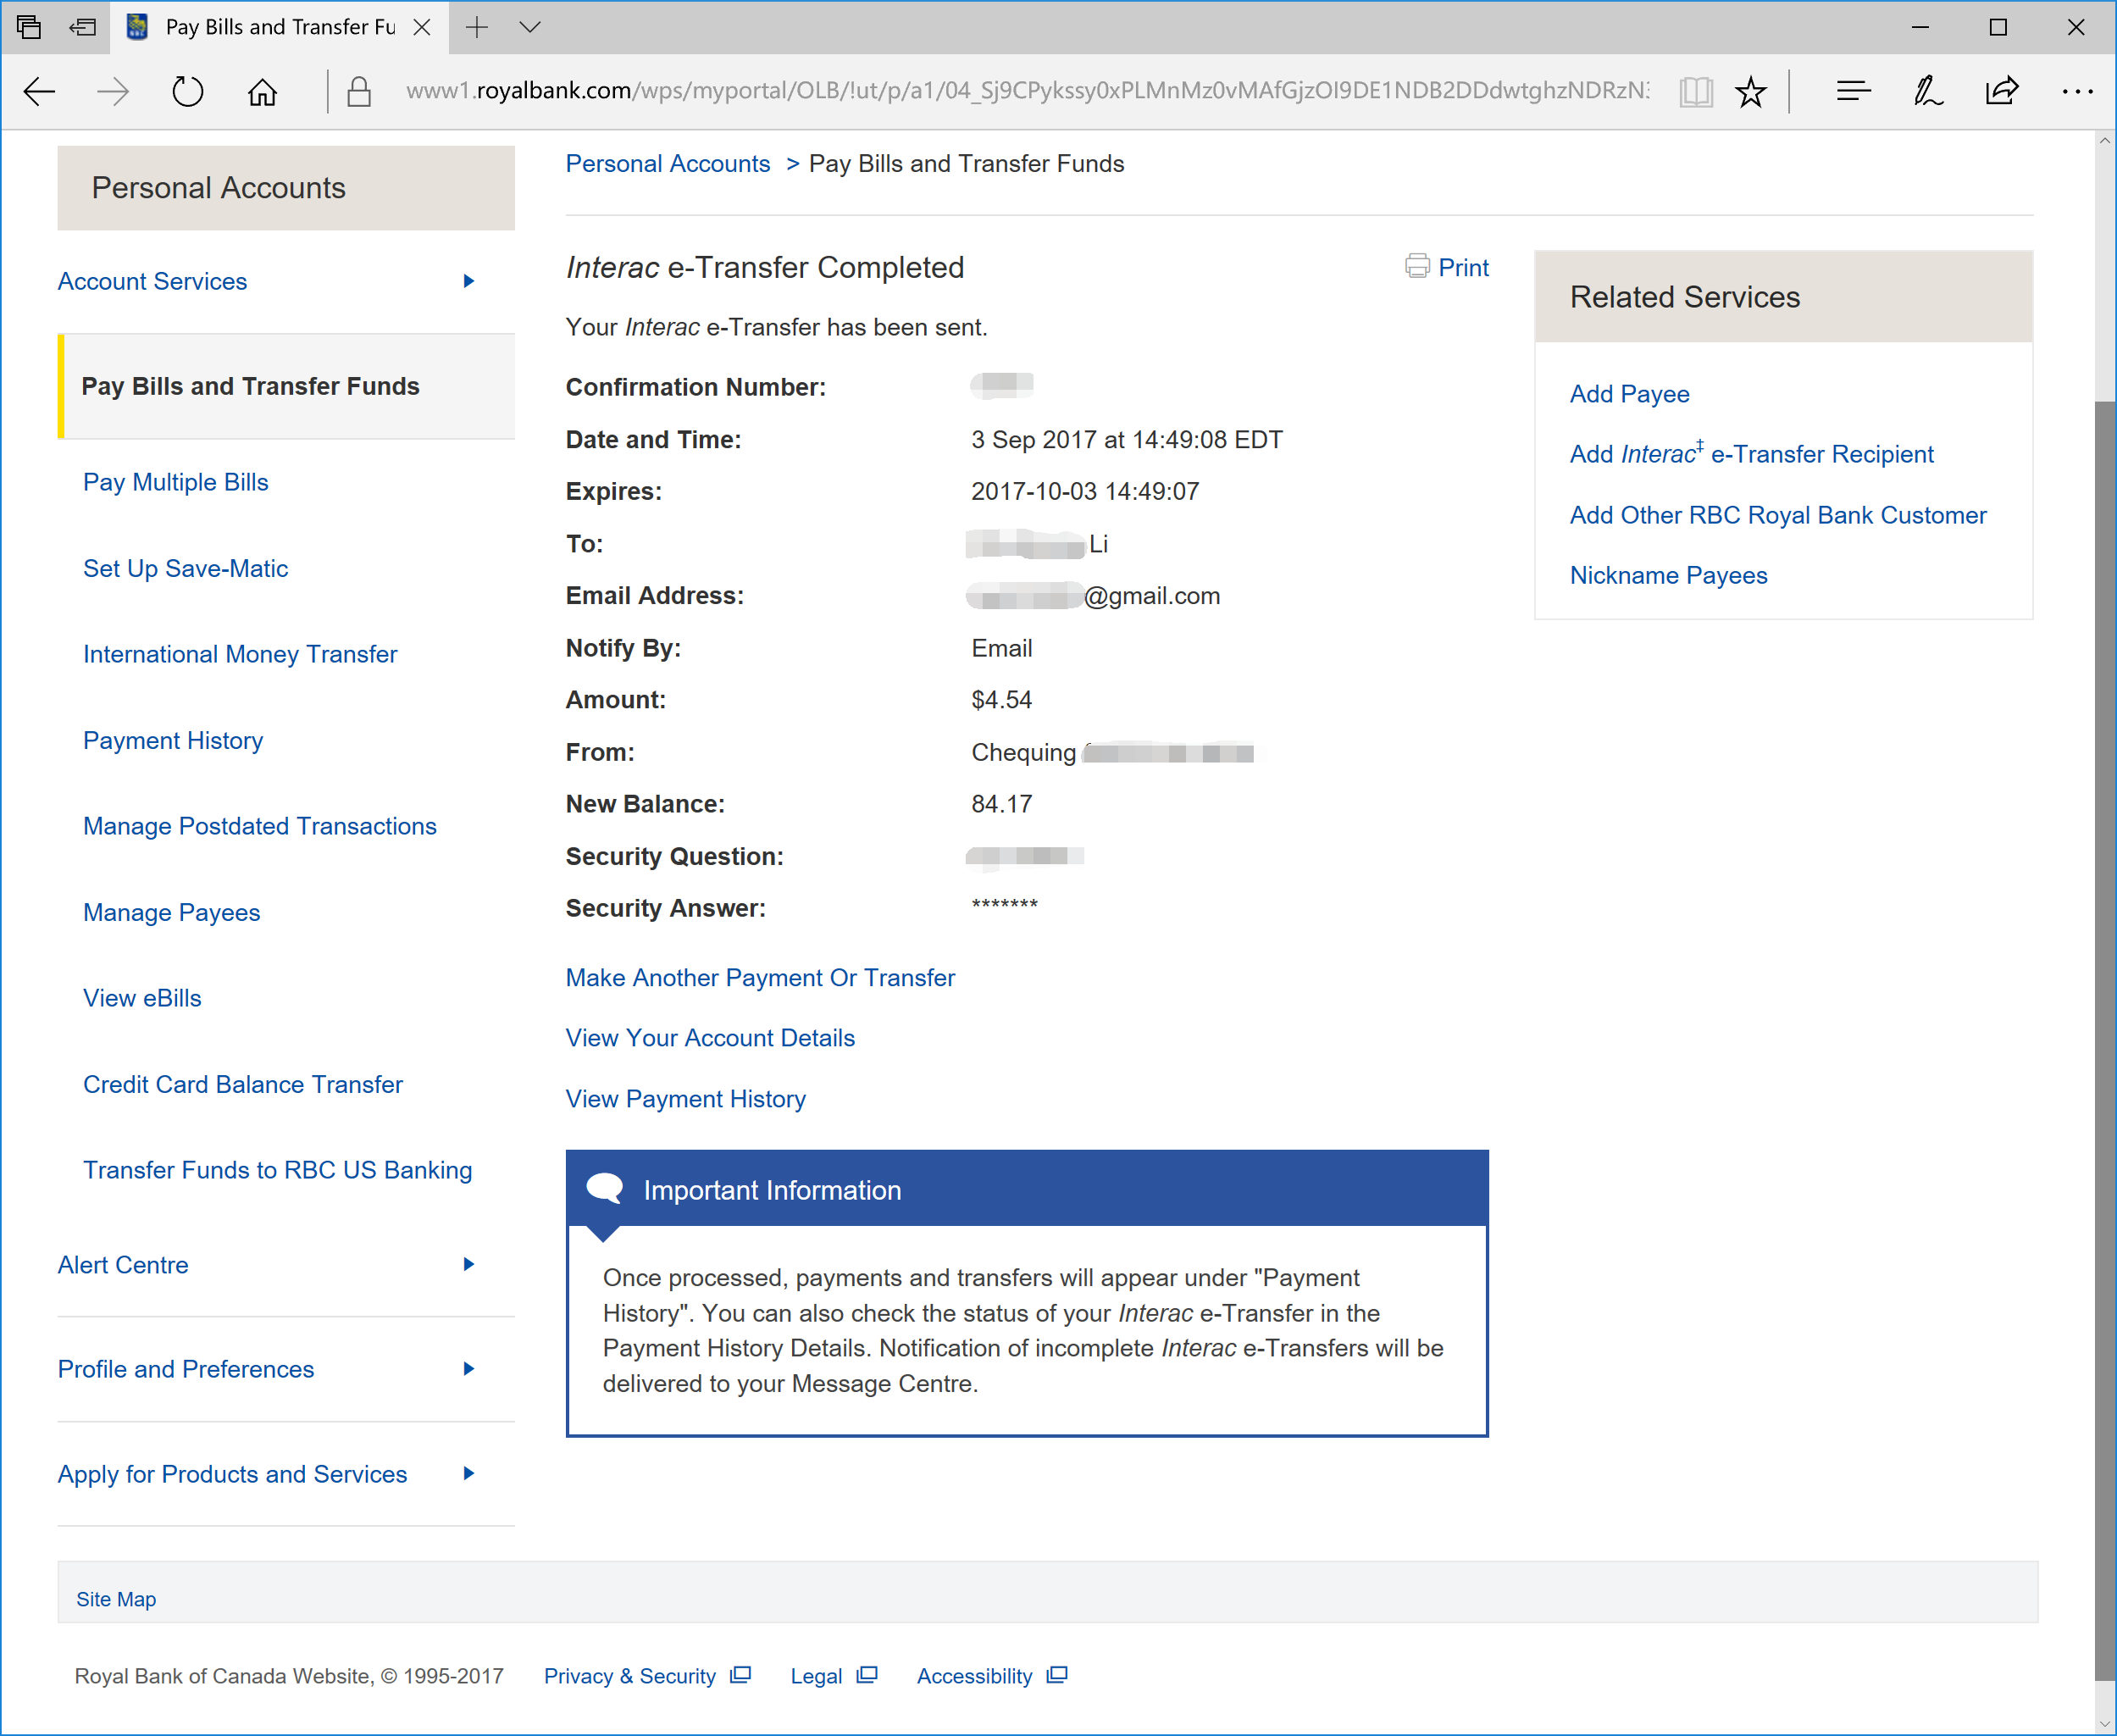 Pay Bills and Transfer Fu
www1.royalbank.com/wps/myportal/OLB/!ut/p/a1/04_Sj9CPykssy0xPLMnMz0vMAfGjzOI9DE1NDB2DDdwtghzNDRzN
Personal Accounts
Account Services
Pay Bills and Transfer Funds
Pay Multiple Bills
Set Up Save-Matic
International Money Transfer
Payment History
Manage Postdated Transactions
Manage Payees
View eBills
Credit Card Balance Transfer
Transfer Funds to RBC US Banking
Alert Centre
Profile and Preferences
Apply for Products and Services
Personal Accounts > Pay Bills and Transfer Funds
Interac e-Transfer Completed
Print
Your Interac e-Transfer has been sent.
Confirmation Number:
Date and Time: 3 Sep 2017 at 14:49:08 EDT
Expires: 2017-10-03 14:49:07
To: Li
Email Address: @gmail.com
Notify By: Email
Amount: $4.54
From: Chequing
New Balance: 84.17
Security Question:
Security Answer: *******
Make Another Payment Or Transfer
View Your Account Details
View Payment History
Important Information
Once processed, payments and transfers will appear under "Payment
History". You can also check the status of your Interac e-Transfer in the
Payment History Details. Notification of incomplete Interac e-Transfers will be
delivered to your Message Centre.
Related Services
Add Payee
Add Interac‡ e-Transfer Recipient
Add Other RBC Royal Bank Customer
Nickname Payees
Site Map
Royal Bank of Canada Website, © 1995-2017
Privacy & Security
Legal
Accessibility